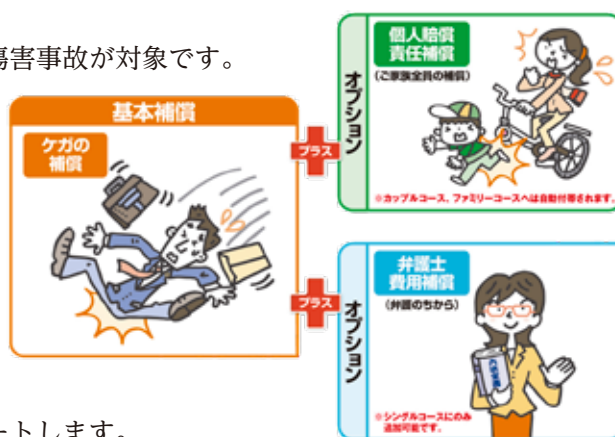 傷害事故が対象です。
基本補償
ケガの
補償
プラス
オプション
個人賠償
責任補償
(ご家族全員の補償)
※カップルコース、ファミリーコースへは自動付帯されます。
プラス
オプション
弁護士
費用補償
(弁護のちから)
※シングルコースにのみ
追加可能です。
ートします。